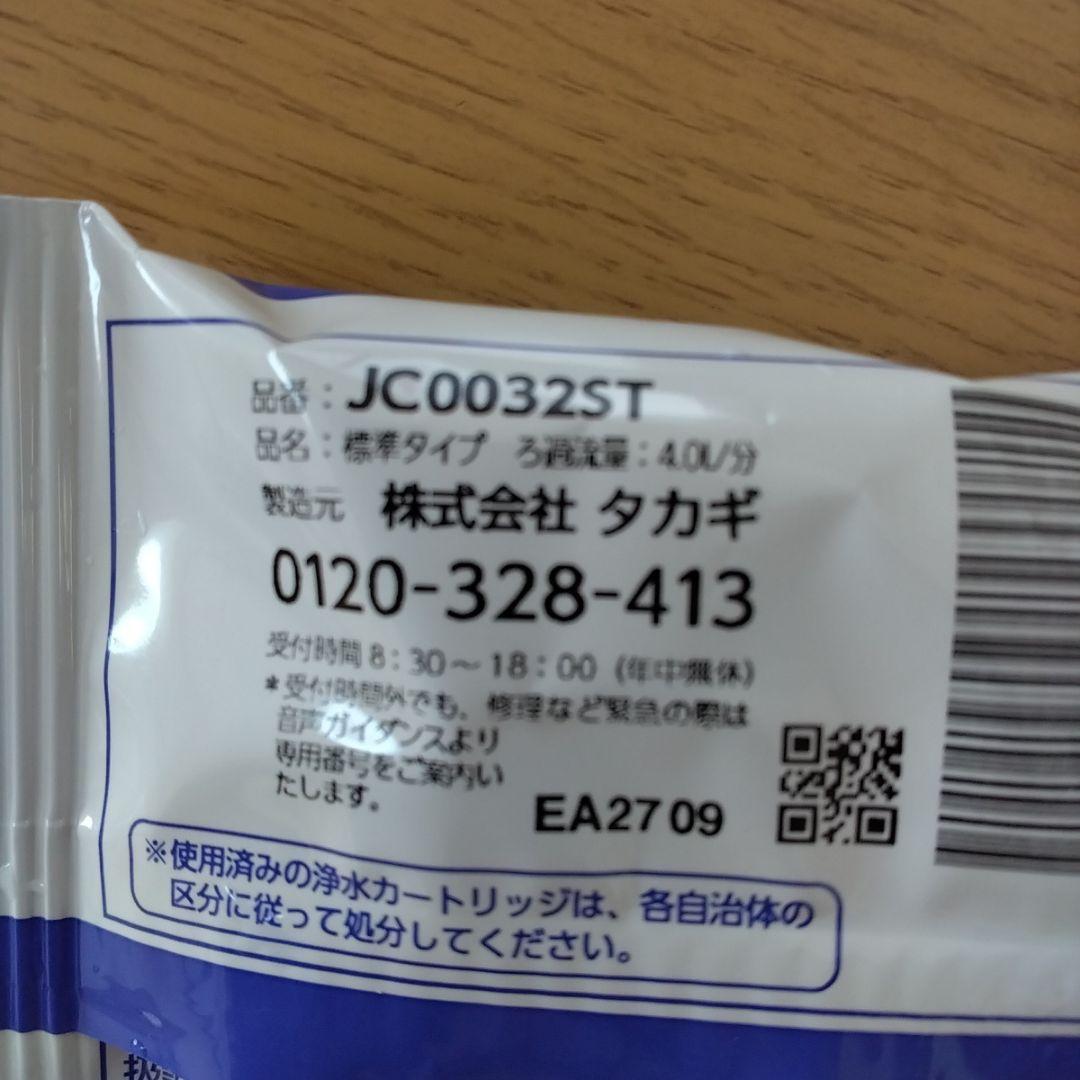 品番：JC0032ST
品名：標準タイプ ろ過流量：4.0L/分
製造元 株式会社 タカギ
0120-328-413
受付時間 8：30～18：00（年中無休）
*受付時間外でも、修理など緊急の際は
音声ガイダンスより
専用番号をご案内い
たします。
EA27 09
※使用済みの浄水カートリッジは、各自治体の
区分に従って処分してください。